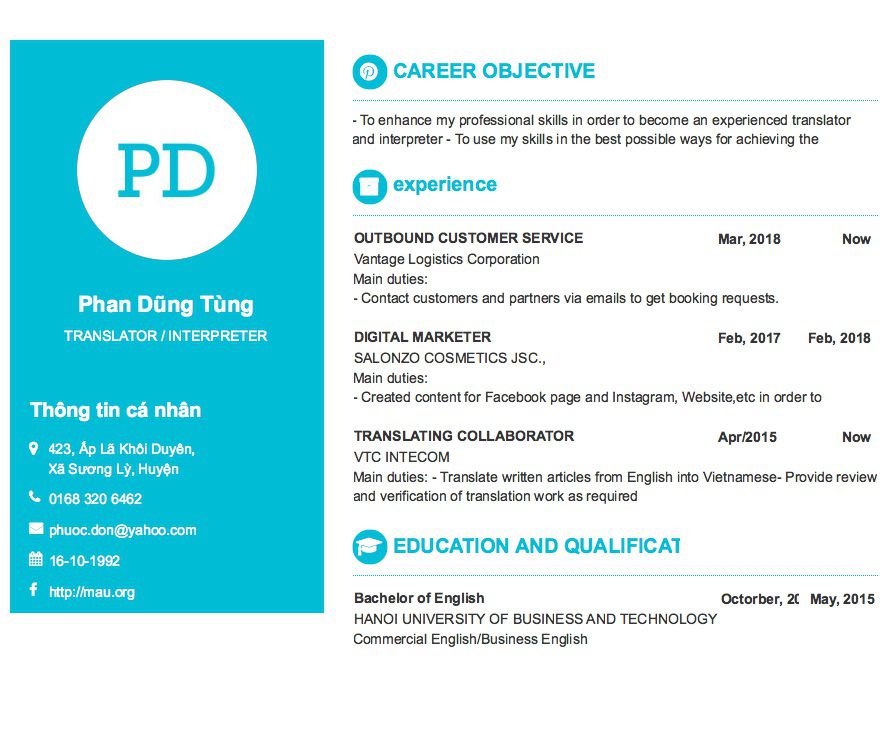 PD
Phan Dũng Tùng
TRANSLATOR / INTERPRETER
Thông tin cá nhân
423, Ấp Lã Khôi Duyên,
Xã Sương Lỳ, Huyện
0168 320 6462
phuoc.don@yahoo.com
16-10-1992
http://mau.org
CAREER OBJECTIVE
- To enhance my professional skills in order to become an experienced translator
and interpreter - To use my skills in the best possible ways for achieving the
experience
OUTBOUND CUSTOMER SERVICE Mar, 2018 Now
Vantage Logistics Corporation
Main duties:
- Contact customers and partners via emails to get booking requests.
DIGITAL MARKETER Feb, 2017 Feb, 2018
SALONZO COSMETICS JSC.,
Main duties:
- Created content for Facebook page and Instagram, Website,etc in order to
TRANSLATING COLLABORATOR Apr/2015 Now
VTC INTECOM
Main duties: - Translate written articles from English into Vietnamese- Provide review
and verification of translation work as required
EDUCATION AND QUALIFICAT
Bachelor of English Octorber, 20 May, 2015
HANOI UNIVERSITY OF BUSINESS AND TECHNOLOGY
Commercial English/Business English